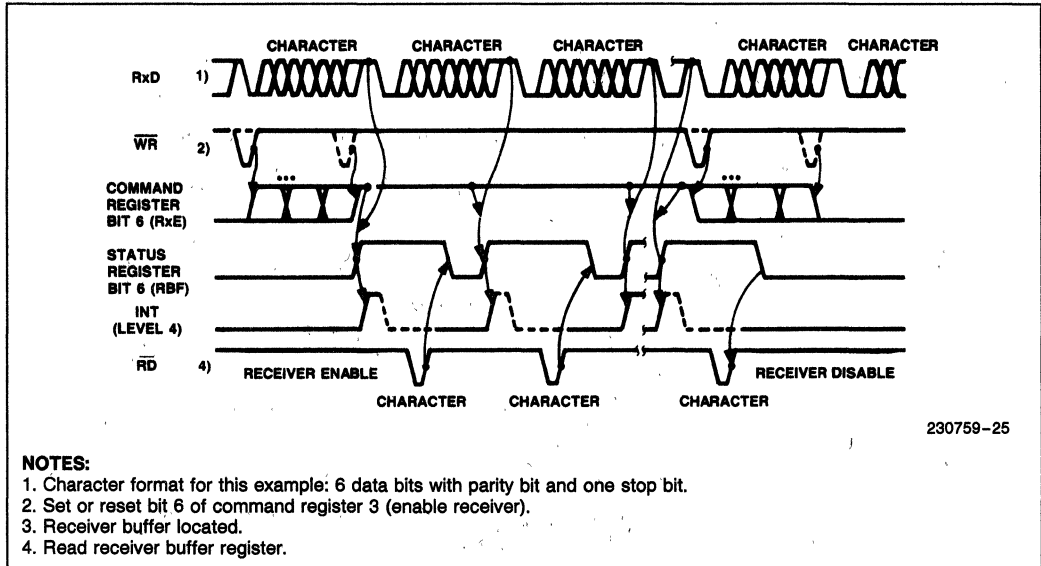 CHARACTER CHARACTER CHARACTER CHARACTER CHARACTER
RxD 1)
WR 2)
...
...
COMMAND
REGISTER
BIT 6 (RxE)
STATUS
REGISTER
BIT 6 (RBF)
INT
(LEVEL 4)
RD 4)
RECEIVER ENABLE
RECEIVER DISABLE
CHARACTER CHARACTER CHARACTER
230759-25
NOTES:
1. Character format for this example: 6 data bits with parity bit and one stop bit.
2. Set or reset bit 6 of command register 3 (enable receiver).
3. Receiver buffer located.
4. Read receiver buffer register.